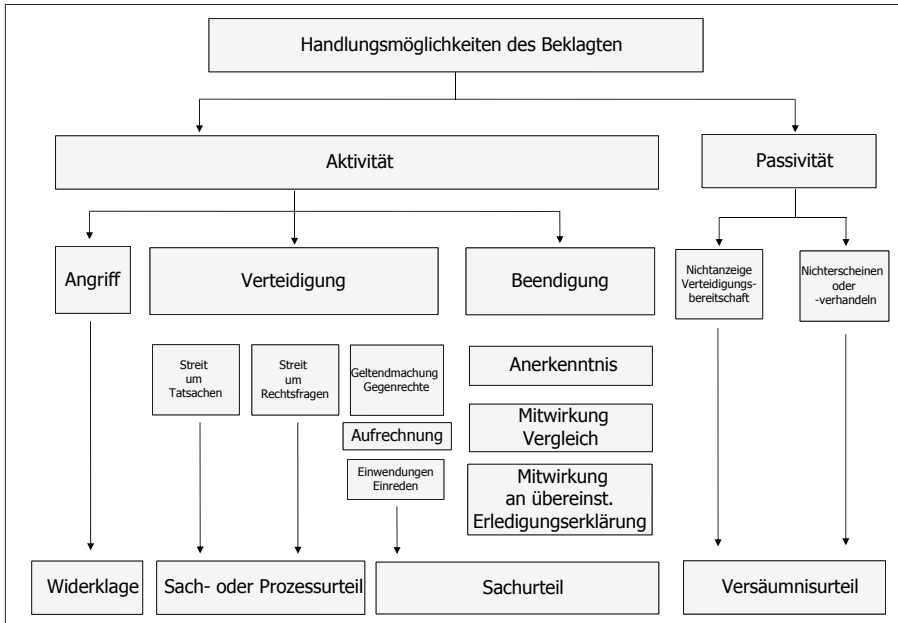 Handlungsmöglichkeiten des Beklagten
Aktivität
Passivität
Angriff
Verteidigung
Beendigung
Nichtanzeige
Verteidigungs-
bereitschaft
Nichterscheinen
oder
-verhandeln
Streit
um
Tatsachen
Streit
um
Rechtsfragen
Geltendmachung
Gegenrechte
Aufrechnung
Einwendungen
Einreden
Anerkenntnis
Mitwirkung
Vergleich
Mitwirkung
an übereinst.
Erledigungserklärung
Widerklage
Sach- oder Prozessurteil
Sachurteil
Versäumnisurteil